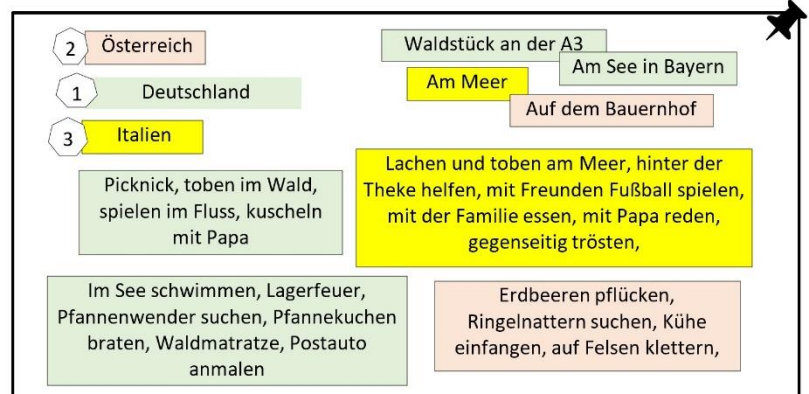 2 Österreich
1 Deutschland
3 Italien
Waldstück an der A3
Am See in Bayern
Am Meer
Auf dem Bauernhof
Picknick, toben im Wald,
spielen im Fluss, kuscheln
mit Papa
Lachen und toben am Meer, hinter der
Theke helfen, mit Freunden Fußball spielen,
mit der Familie essen, mit Papa reden,
gegenseitig trösten,
Im See schwimmen, Lagerfeuer,
Pfannenwender suchen, Pfannekuchen
braten, Waldmatratze, Postauto
anmalen
Erdbeeren pflücken,
Ringelnattern suchen, Kühe
einfangen, auf Felsen klettern,